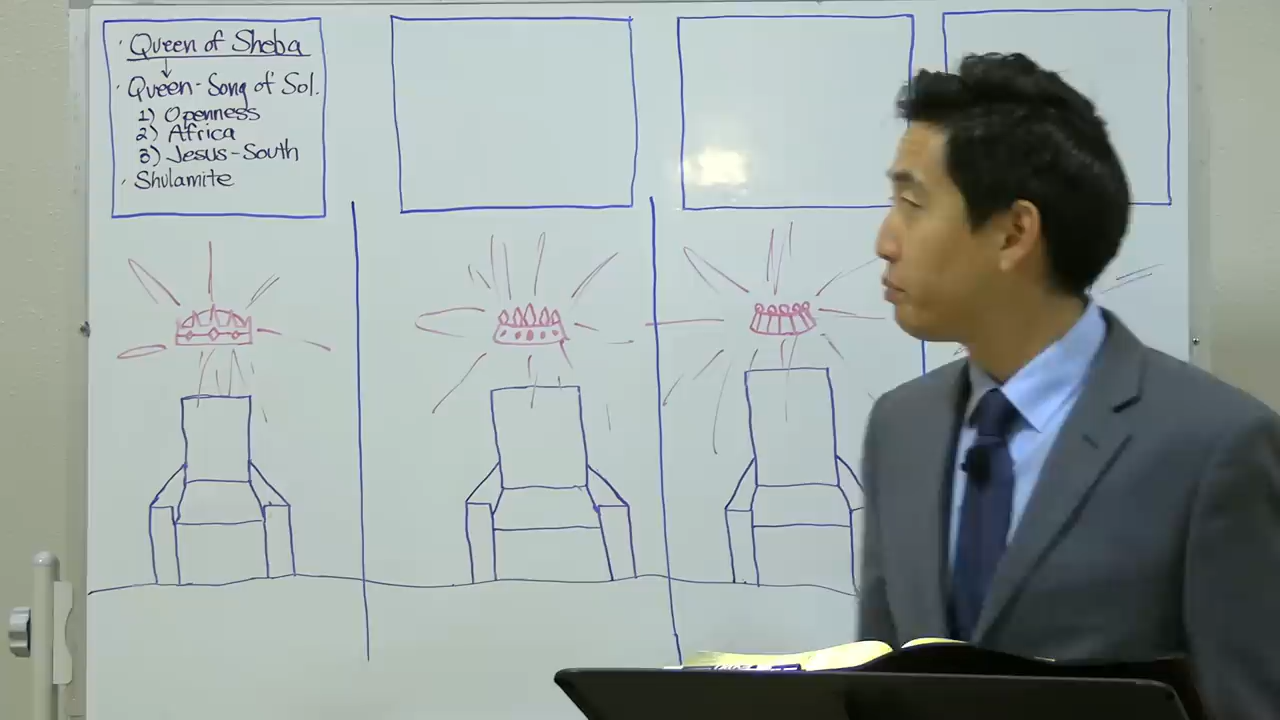 · Queen of Sheba
· Queen-Song of Sol.
1) Openness
2) Africa
3) Jesus-South
· Shulamite